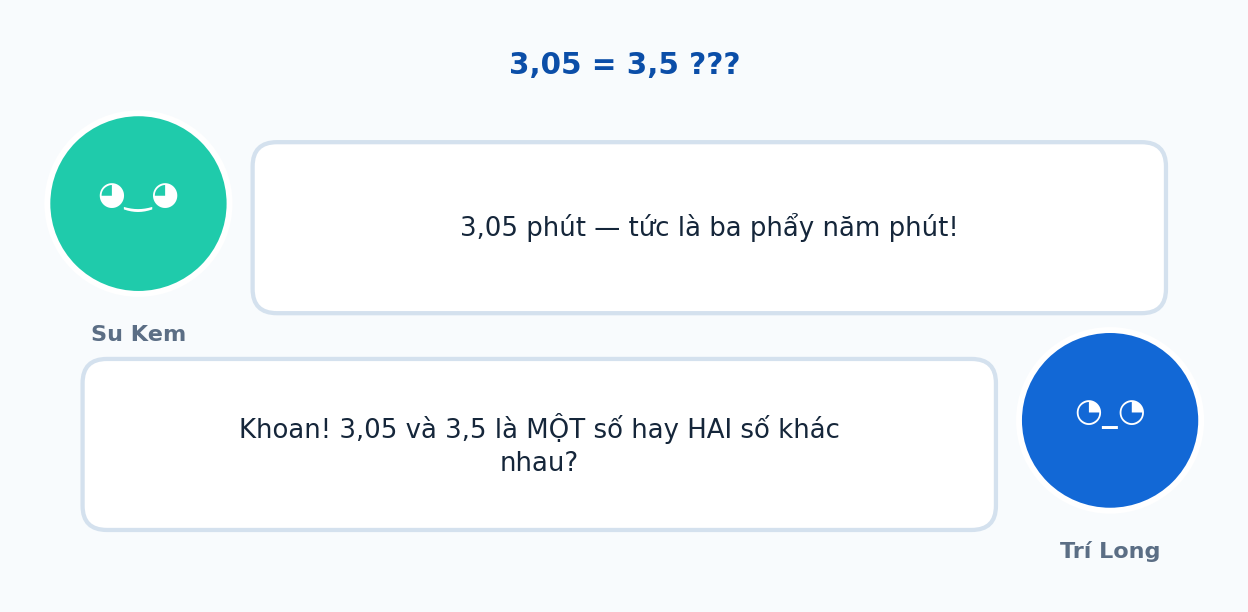 3,05 = 3,5 ???
3,05 phút — tức là ba phẩy năm phút!
Su Kem
Khoan! 3,05 và 3,5 là MỘT số hay HAI số khác
nhau?
Trí Long